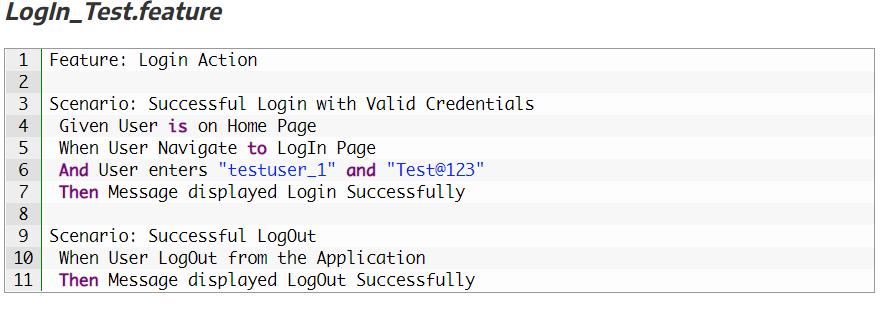 LogIn_Test.feature
1 Feature: Login Action
2
3 Scenario: Successful Login with Valid Credentials
4 Given User is on Home Page
5 When User Navigate to LogIn Page
6 And User enters "testuser_1" and "Test@123"
7 Then Message displayed Login Successfully
8
9 Scenario: Successful LogOut
10 When User LogOut from the Application
11 Then Message displayed LogOut Successfully